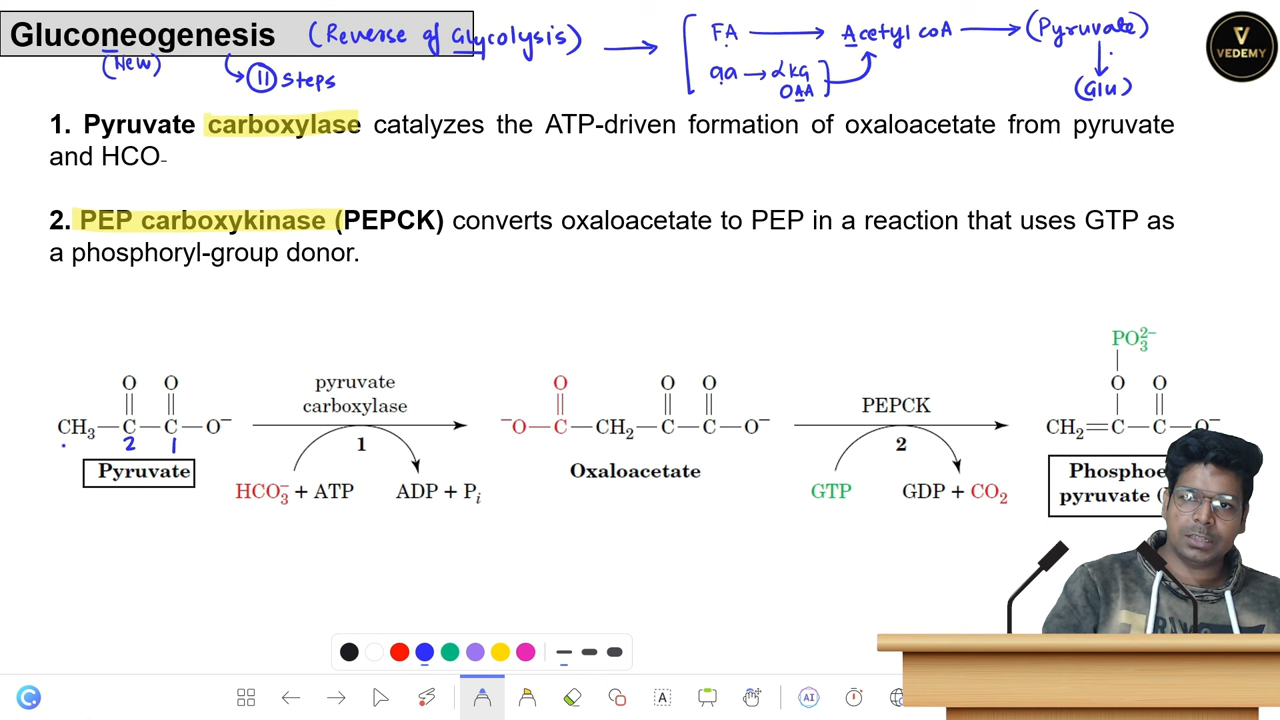 Gluconeogenesis (Reverse of Glycolysis)
(New)
11 steps
FA → Acetyl coA → (Pyruvate)
aa → αkG
OAA
(Glu)
VEDEMY
1. Pyruvate carboxylase catalyzes the ATP-driven formation of oxaloacetate from pyruvate
and HCO-
2. PEP carboxykinase (PEPCK) converts oxaloacetate to PEP in a reaction that uses GTP as
a phosphoryl-group donor.
PO₃²⁻
O O pyruvate O O O PEPCK O O
carboxylase
CH₃—C—C—O⁻ ⁻O—C—CH₂—C—C—O⁻ CH₂=C—C—O⁻
2 1 1 2
Pyruvate Oxaloacetate
HCO₃⁻ + ATP ADP + Pᵢ GTP GDP + CO₂
pyruvate (
A AI